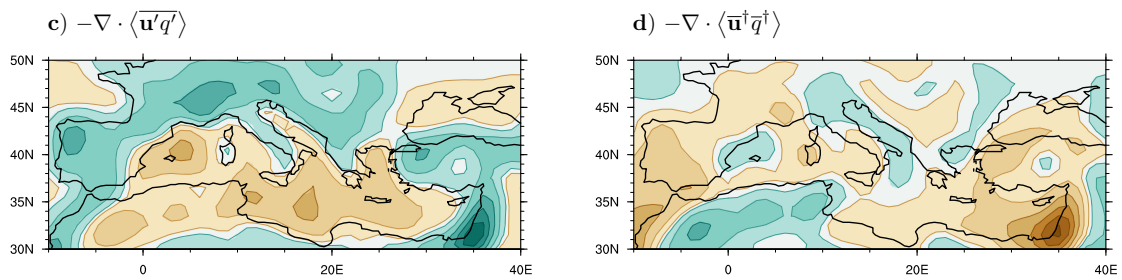 c) −∇ · ⟨\overline{𝐮′q′}⟩ d) −∇ · ⟨\overline{𝐮}†\overline{q}†⟩
50N 50N
45N 45N
40N 40N
35N 35N
30N 30N
0 20E 40E 0 20E 40E